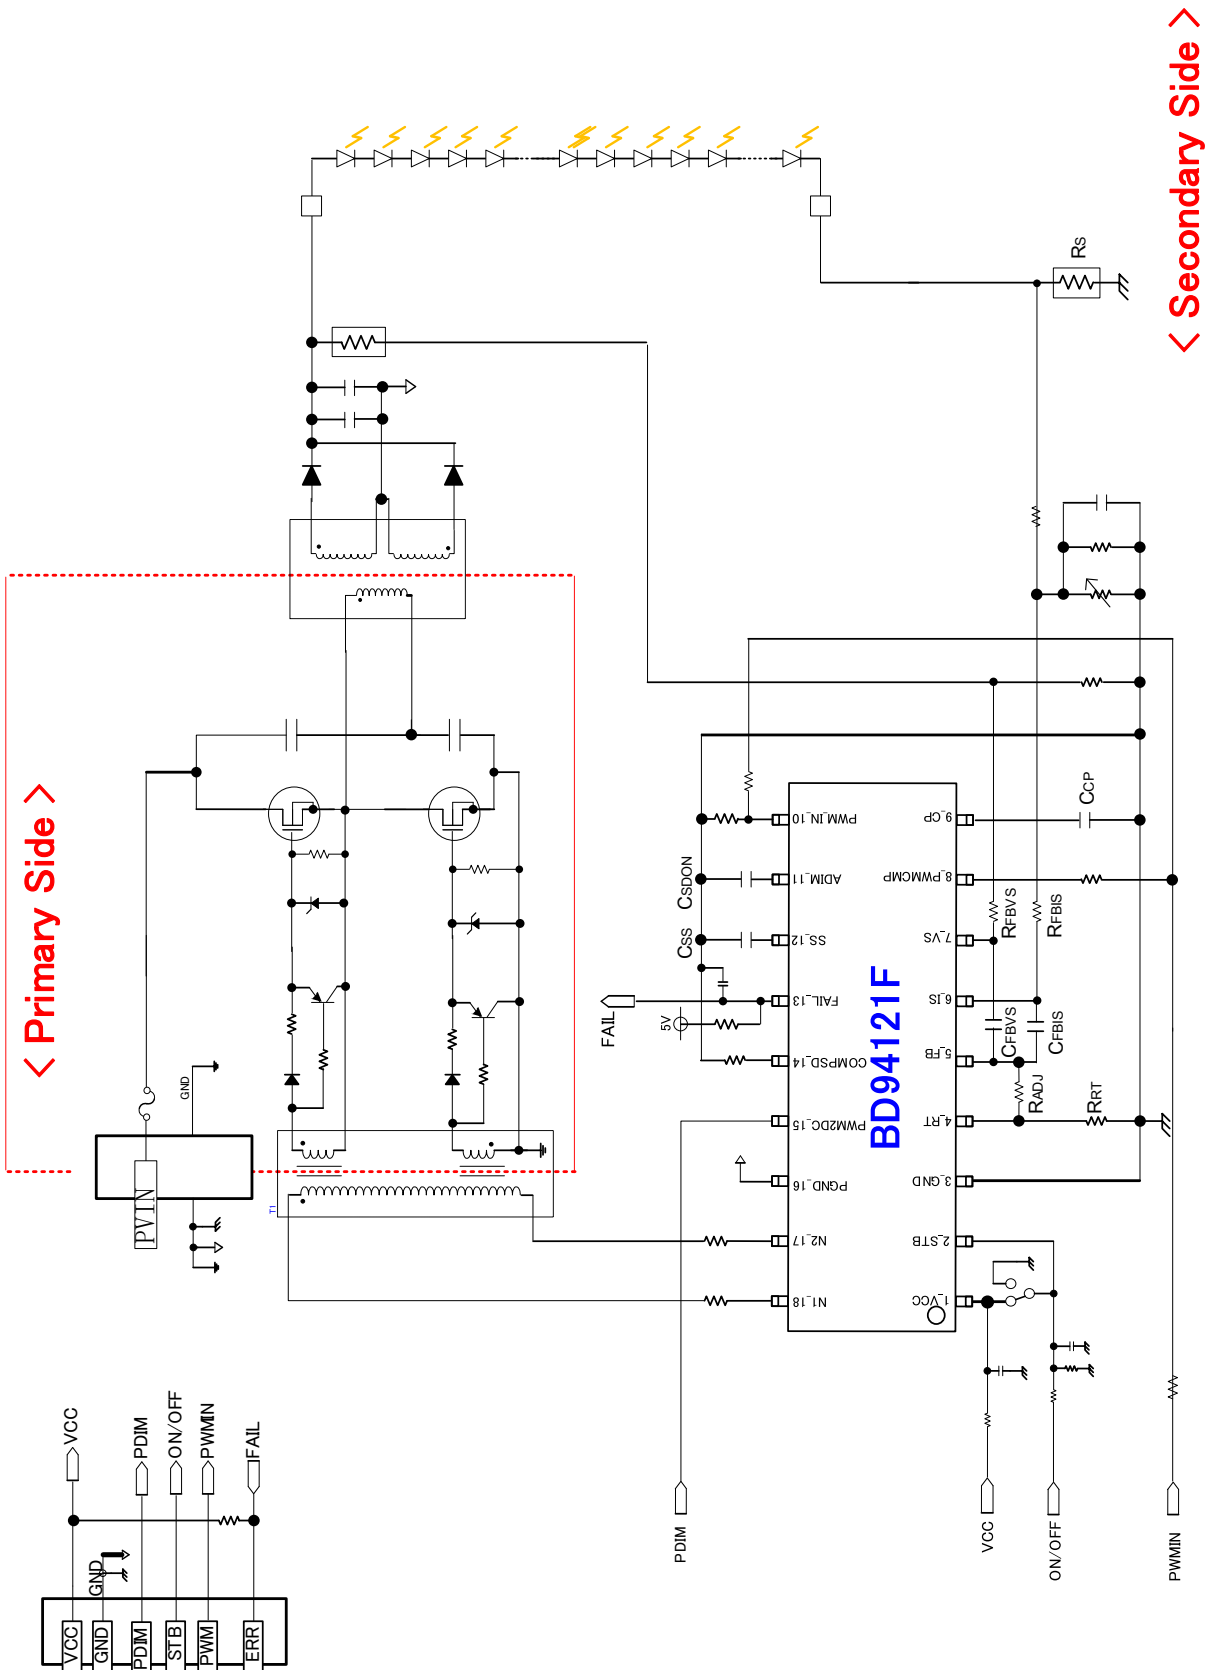 < Primary Side >
< Secondary Side >
PVIN
GND
T1
RS
VCC
PDIM
ON/OFF
PWMIN
FAIL
GND
VCC
GND
PDIM
STB
PWM
ERR
BD94121F
PWM_IN_10
ADIM_11
SS_12
FAIL_13
COMPSD_14
PWM2DC_15
PGND_16
N2_17
N1_18
9_CP
8_PWMCMP
7_VS
6_IS
5_FB
4_RT
3_GND
2_STB
1_VCC
CSDON
CSS
FAIL
5V
CCP
RFBVS
RFBIS
CFBVS
CFBIS
RADJ
RRT
PDIM
VCC
ON/OFF
PWMIN